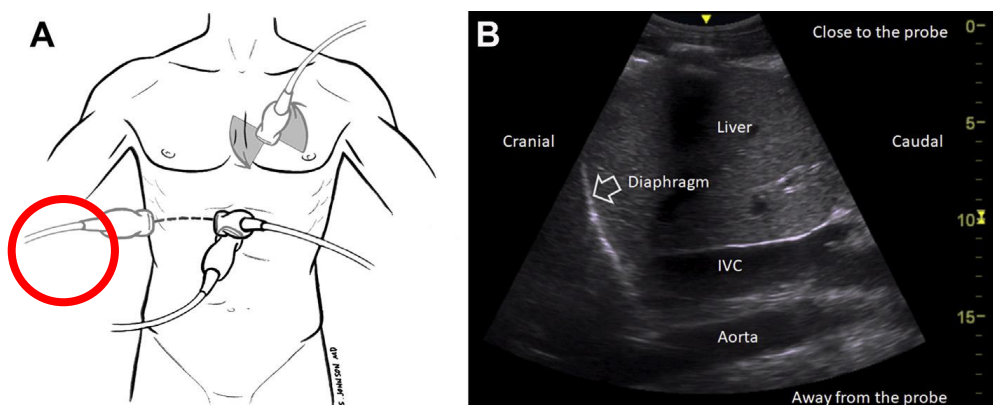 A
B
0
Close to the probe
Liver
5
Cranial
Caudal
Diaphragm
10
IVC
15
Aorta
Away from the probe